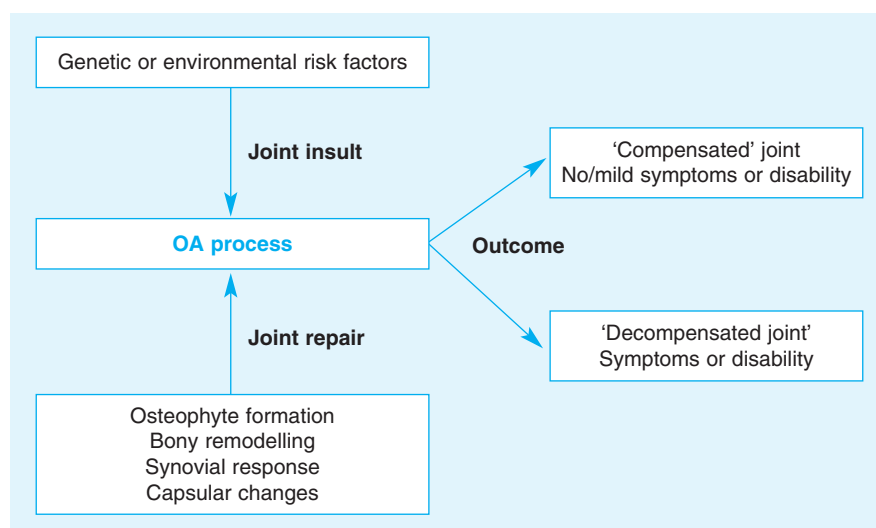 Genetic or environmental risk factors
Joint insult
OA process
Joint repair
Osteophyte formation
Bony remodelling
Synovial response
Capsular changes
Outcome
‘Compensated’ joint
No/mild symptoms or disability
‘Decompensated joint’
Symptoms or disability